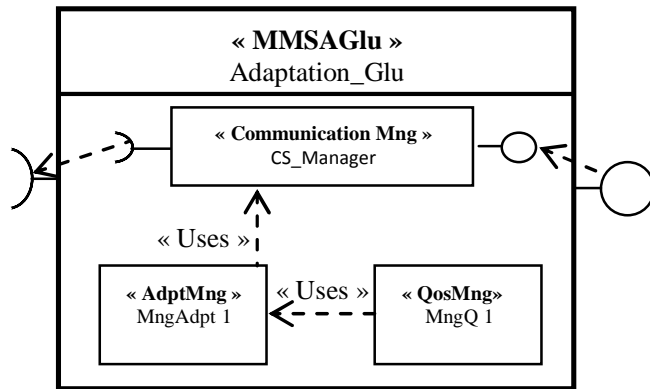 « MMSAGlu »
Adaptation_Glu
« Communication Mng »
CS_Manager
« Uses »
« AdptMng »
MngAdpt 1
« Uses »
« QosMng»
MngQ 1